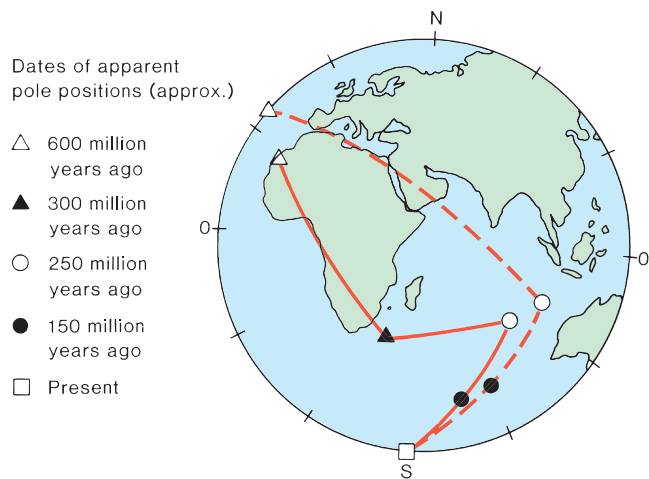 N
Dates of apparent
pole positions (approx.)
600 million
years ago
300 million
years ago
0
0
250 million
years ago
150 million
years ago
Present
S